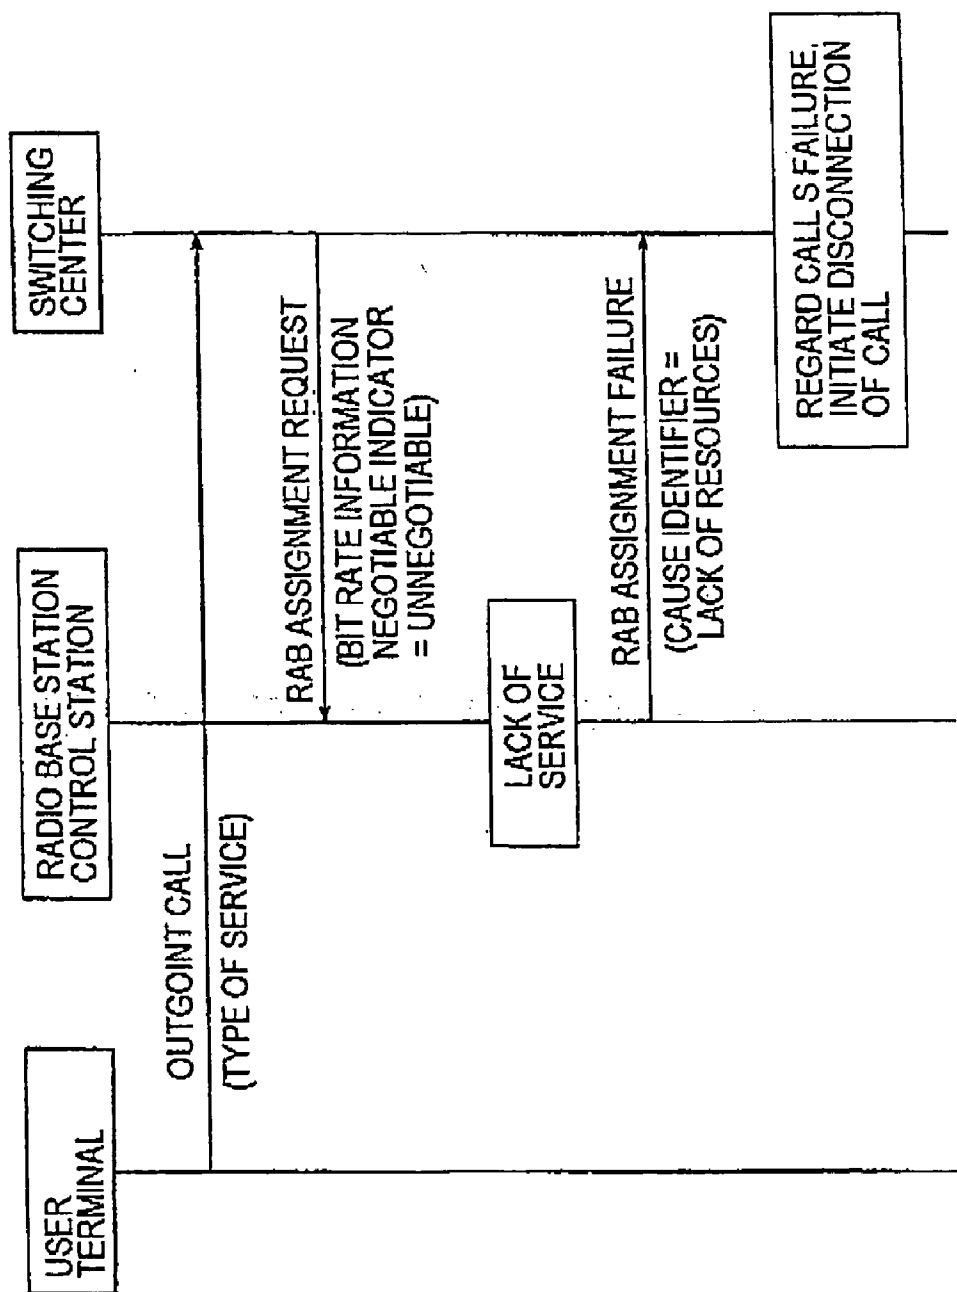 USER
TERMINAL
RADIO BASE STATION
CONTROL STATION
SWITCHING
CENTER
OUTGOINT CALL
(TYPE OF SERVICE)
RAB ASSIGNMENT REQUEST
(BIT RATE INFORMATION
NEGOTIABLE INDICATOR
= UNNEGOTIABLE)
LACK OF
SERVICE
RAB ASSIGNMENT FAILURE
(CAUSE IDENTIFIER =
LACK OF RESOURCES)
REGARD CALL S FAILURE,
INITIATE DISCONNECTION
OF CALL